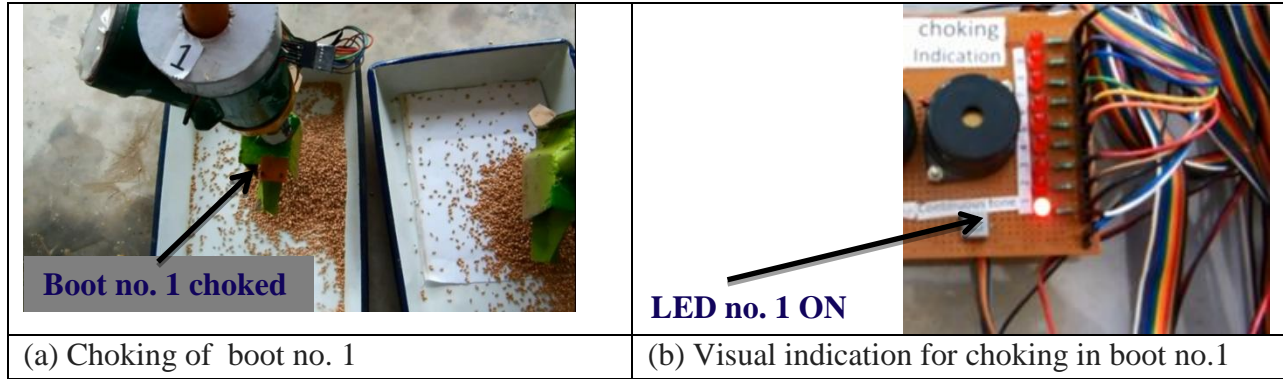 1
Boot no. 1 choked
choking
Indication
Continuous tone
LED no. 1 ON
(a) Choking of boot no. 1
(b) Visual indication for choking in boot no.1